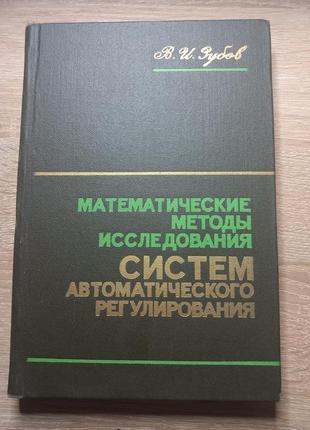 В. И. Зубов
МАТЕМАТИЧЕСКИЕ
МЕТОДЫ
ИССЛЕДОВАНИЯ
СИСТЕМ
АВТОМАТИЧЕСКОГО
РЕГУЛИРОВАНИЯ